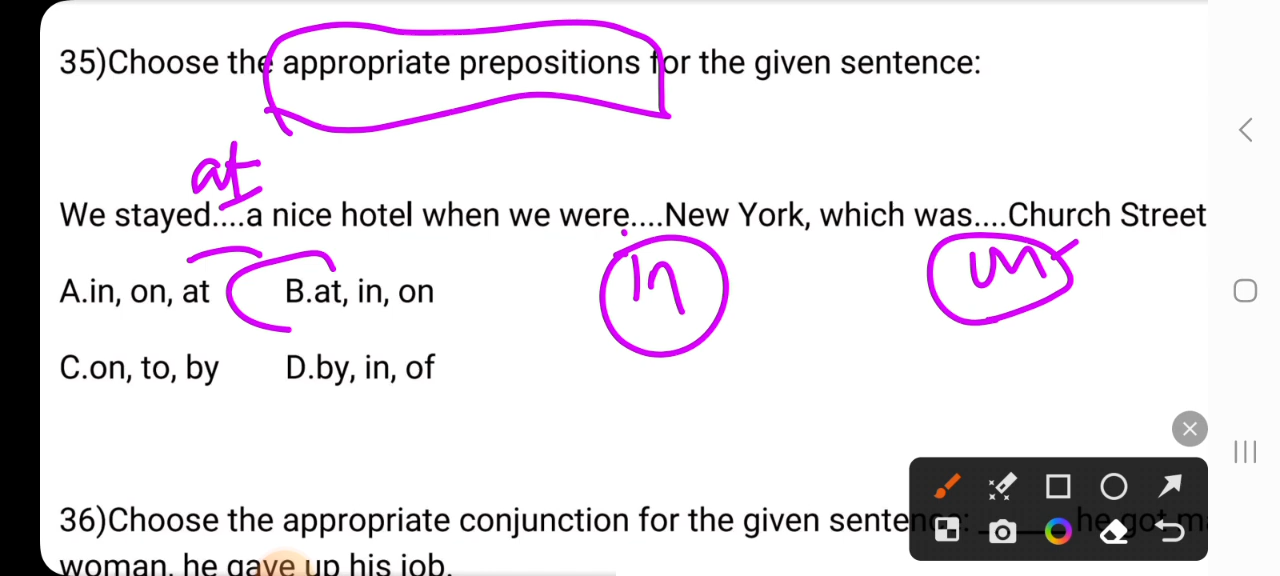 35)Choose the appropriate prepositions for the given sentence:
at
We stayed....a nice hotel when we were....New York, which was....Church Street
in on
A.in, on, at B.at, in, on
C.on, to, by D.by, in, of
36)Choose the appropriate conjunction for the given sentence: ____ he got m
woman, he gave up his job.